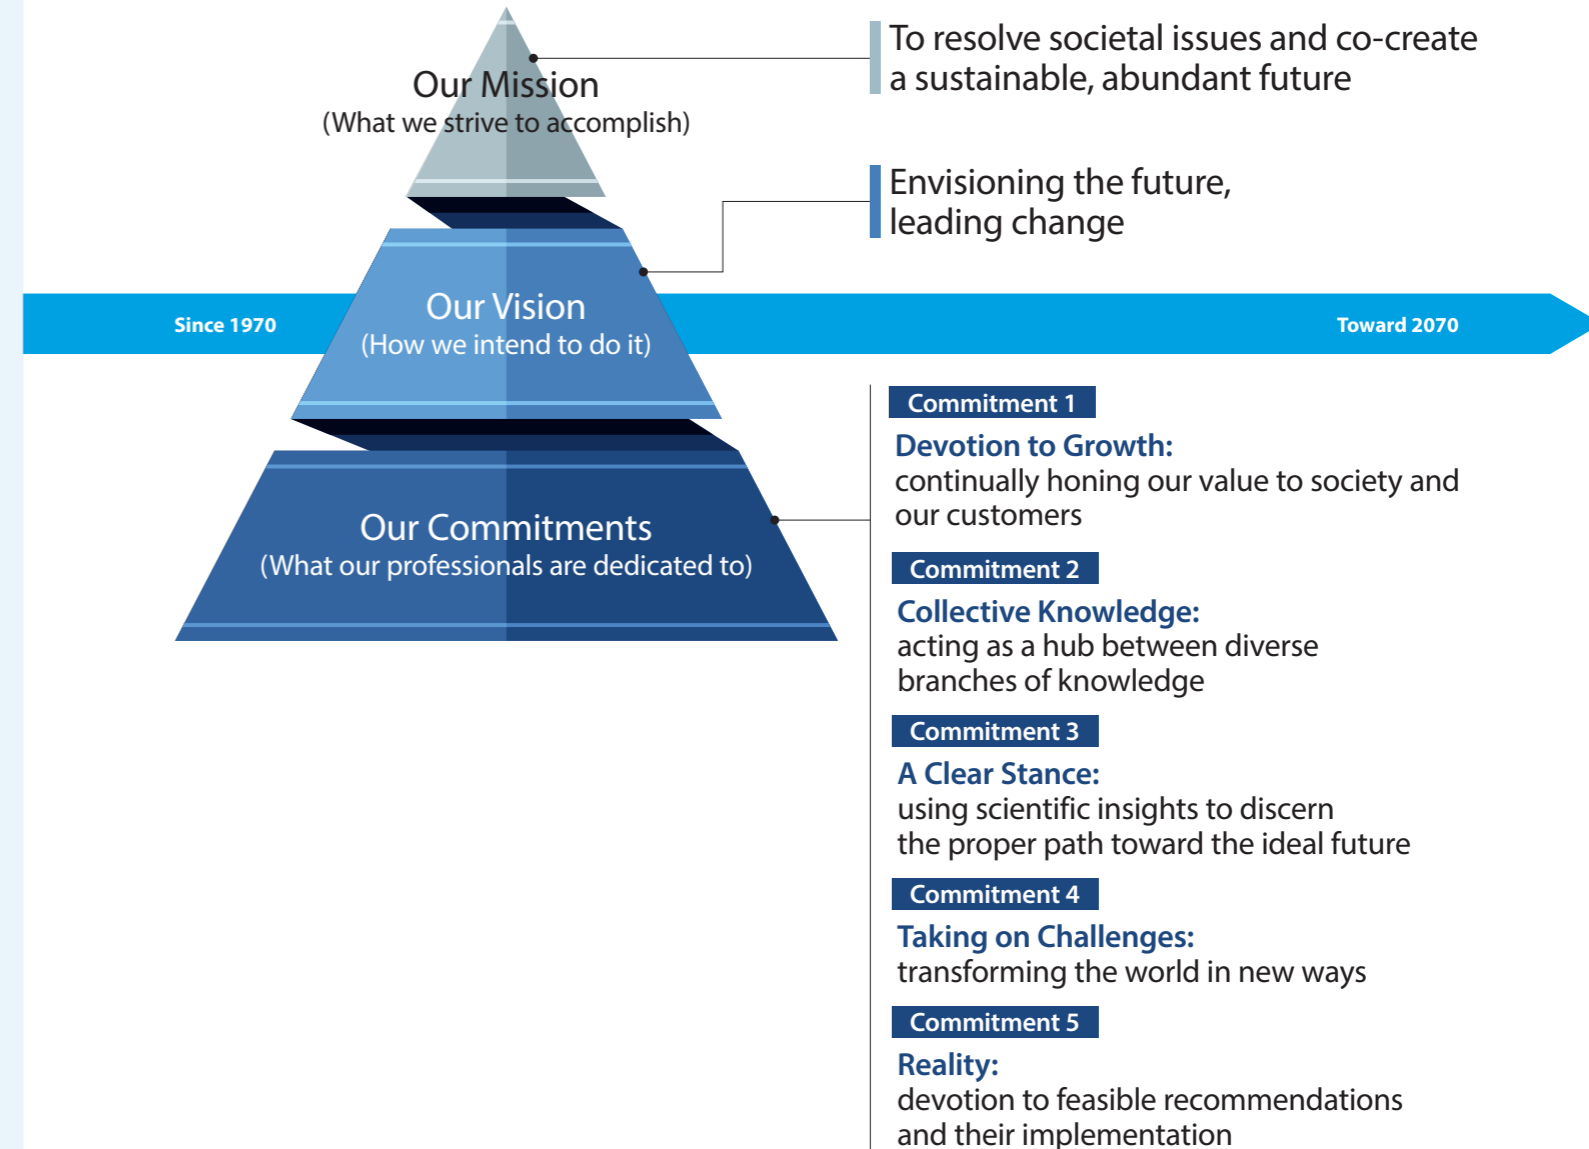 Our Mission
(What we strive to accomplish)
To resolve societal issues and co-create
a sustainable, abundant future
Envisioning the future,
leading change
Since 1970
Our Vision
(How we intend to do it)
Toward 2070
Our Commitments
(What our professionals are dedicated to)
Commitment 1
Devotion to Growth:
continually honing our value to society and
our customers
Commitment 2
Collective Knowledge:
acting as a hub between diverse
branches of knowledge
Commitment 3
A Clear Stance:
using scientific insights to discern
the proper path toward the ideal future
Commitment 4
Taking on Challenges:
transforming the world in new ways
Commitment 5
Reality:
devotion to feasible recommendations
and their implementation